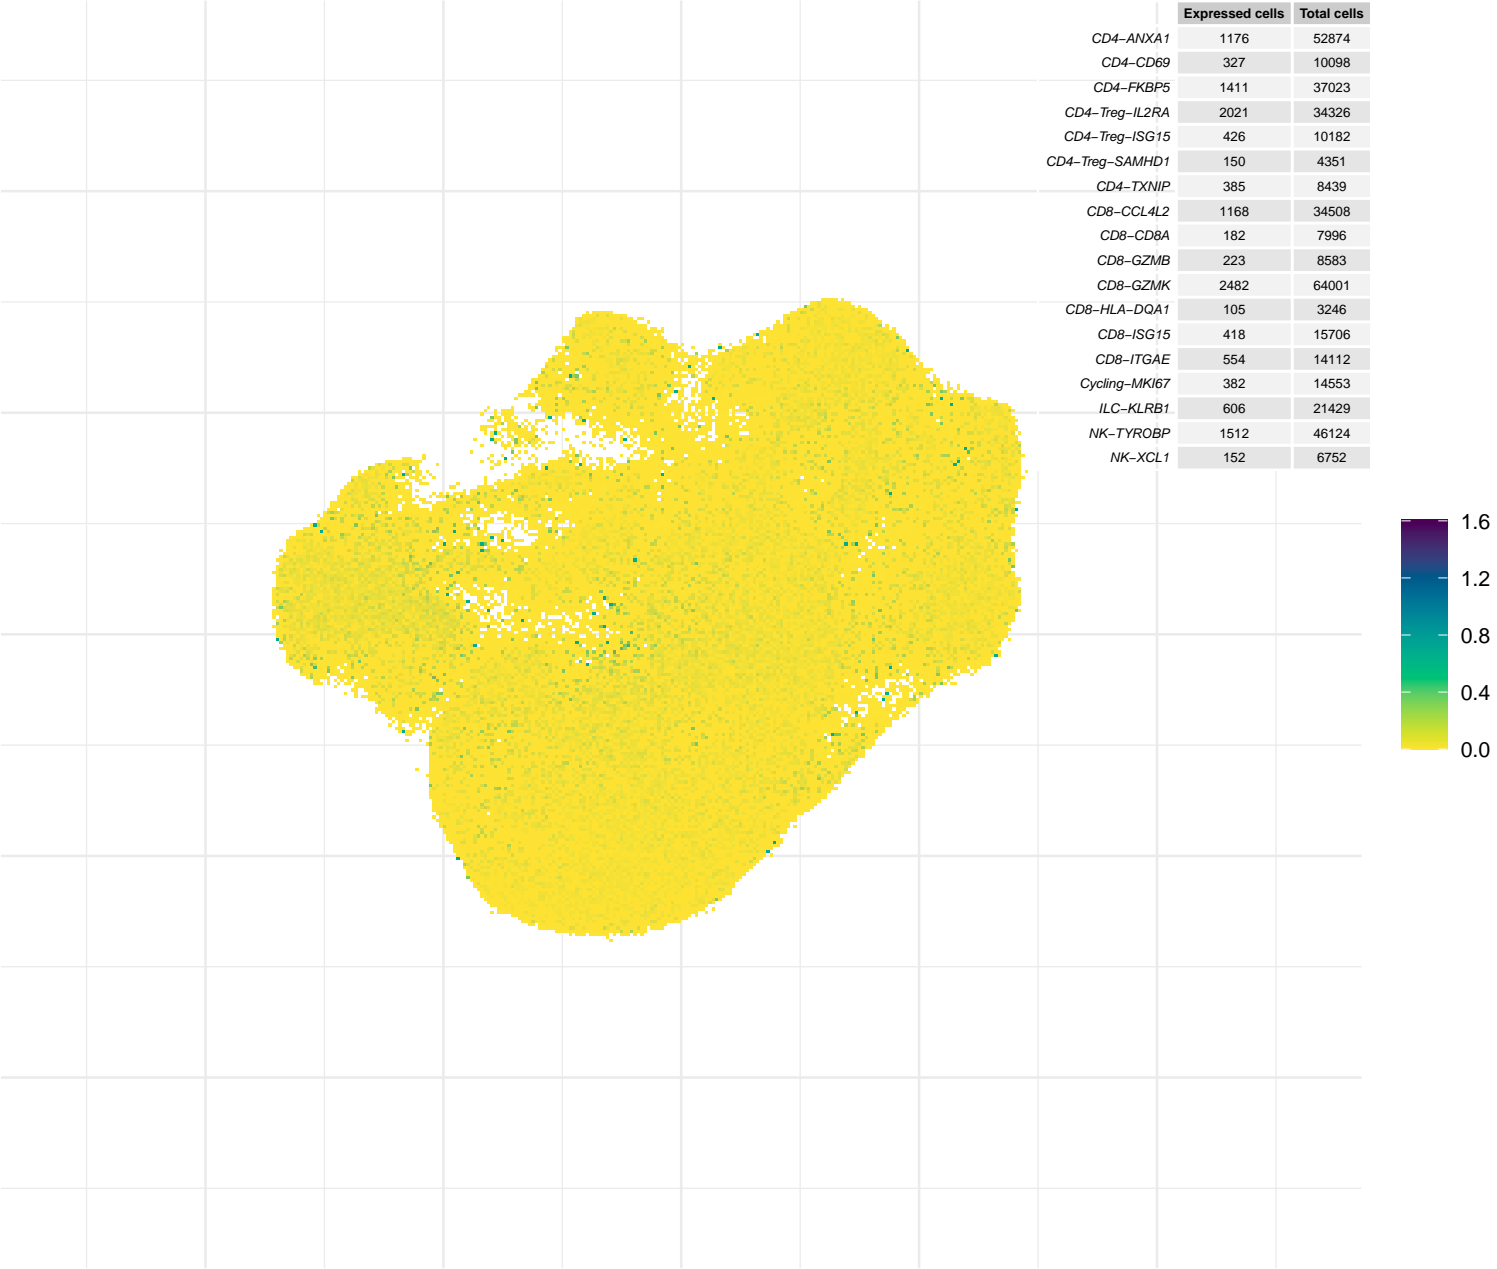 Expressed cells Total cells
CD4−ANXA1 1176 52874
CD4−CD69 327 10098
CD4−FKBP5 1411 37023
CD4−Treg−IL2RA 2021 34326
CD4−Treg−ISG15 426 10182
CD4−Treg−SAMHD1 150 4351
CD4−TXNIP 385 8439
CD8−CCL4L2 1168 34508
CD8−CD8A 182 7996
CD8−GZMB 223 8583
CD8−GZMK 2482 64001
CD8−HLA−DQA1 105 3246
CD8−ISG15 418 15706
CD8−ITGAE 554 14112
Cycling−MKI67 382 14553
ILC−KLRB1 606 21429
NK−TYROBP 1512 46124
NK−XCL1 152 6752
1.6
1.2
0.8
0.4
0.0